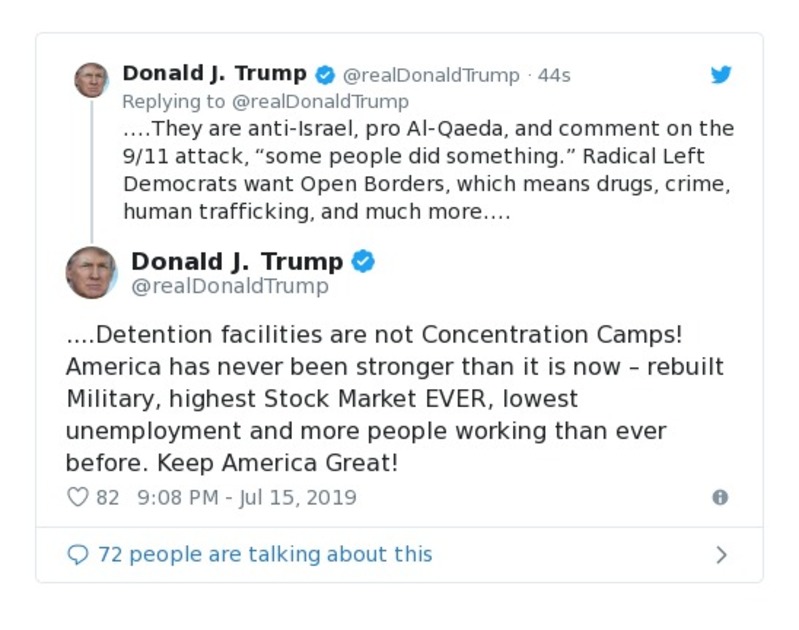 Donald J. Trump @realDonaldTrump · 44s
Replying to @realDonaldTrump
....They are anti-Israel, pro Al-Qaeda, and comment on the
9/11 attack, “some people did something.” Radical Left
Democrats want Open Borders, which means drugs, crime,
human trafficking, and much more....
Donald J. Trump
@realDonaldTrump
....Detention facilities are not Concentration Camps!
America has never been stronger than it is now – rebuilt
Military, highest Stock Market EVER, lowest
unemployment and more people working than ever
before. Keep America Great!
82 9:08 PM - Jul 15, 2019
72 people are talking about this